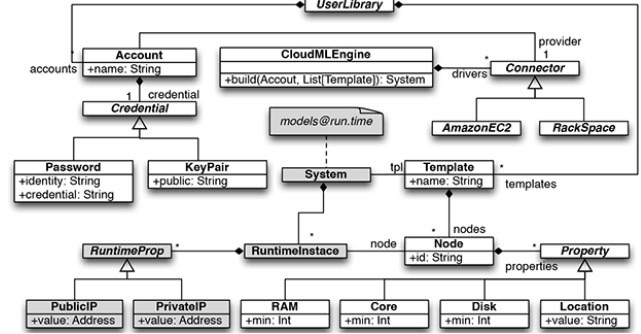 UserLibrary
provider
*
accounts
Account
+name: String
CloudMLEngine
+build(Accout, List[Template]): System
*
drivers
1
Connector
1
credential
Credential
models@run.time
AmazonEC2
RackSpace
Password
+identity: String
+credential: String
KeyPair
+public: String
System
tpl
Template
+name: String
*
templates
*
*
nodes
RuntimeProp
*
RuntimeInstace
node
Node
+id: String
*
properties
Property
PublicIP
+value: Address
PrivateIP
+value: Address
RAM
+min: Int
Core
+min: Int
Disk
+min: Int
Location
+value: String